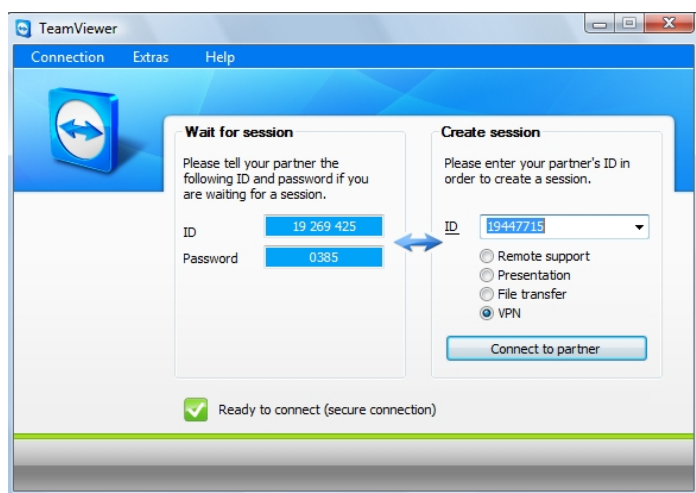 TeamViewer
Connection Extras Help
Wait for session
Please tell your partner the
following ID and password if you
are waiting for a session.
ID 19 269 425
Password 0385
Create session
Please enter your partner's ID in
order to create a session.
ID 19447715
Remote support
Presentation
File transfer
VPN
Connect to partner
Ready to connect (secure connection)